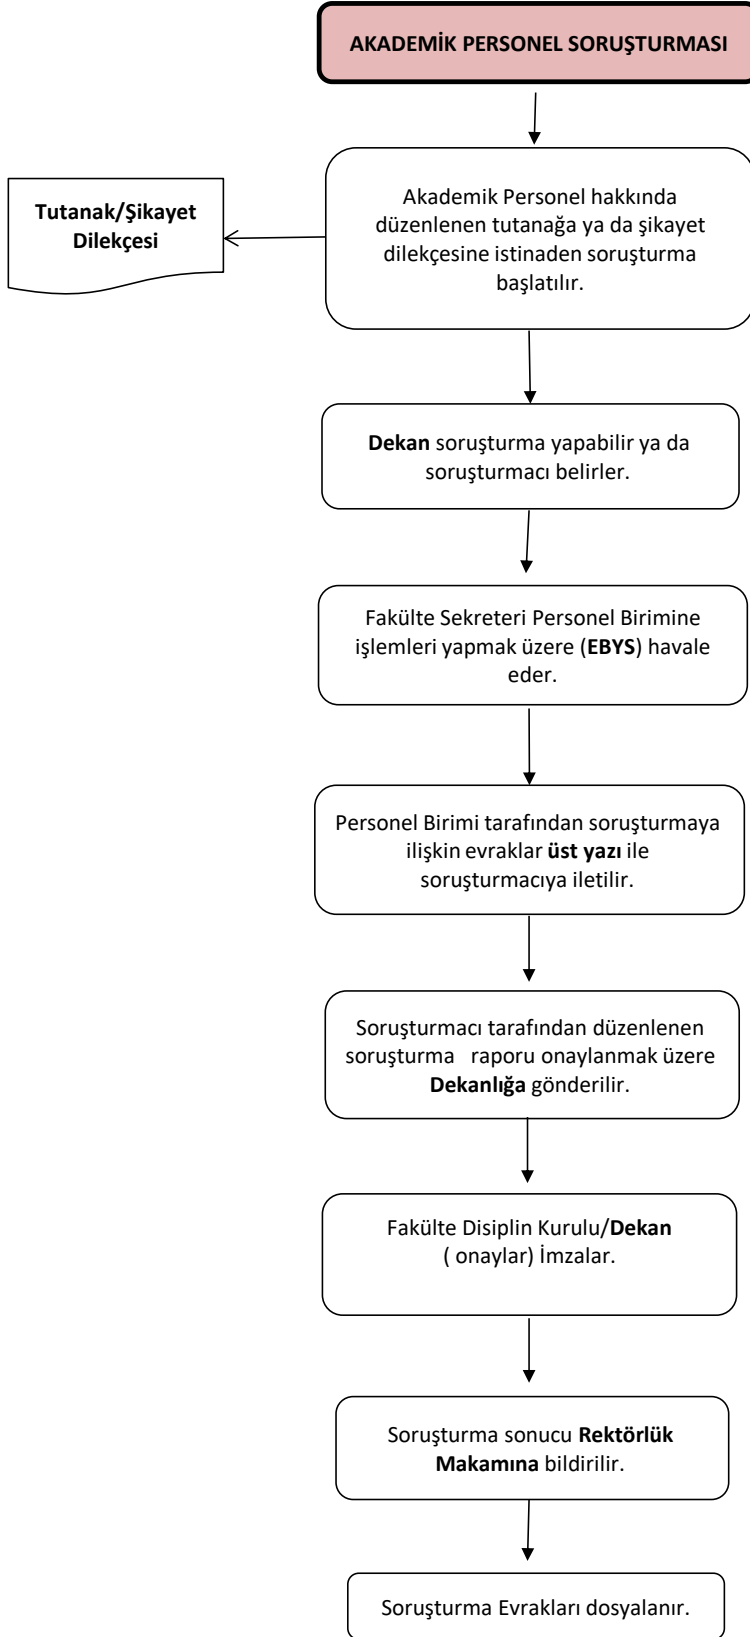 AKADEMİK PERSONEL SORUŞTURMASI
Tutanak/Şikayet
Dilekçesi
Akademik Personel hakkında
düzenlenen tutanağa ya da şikayet
dilekçesine istinaden soruşturma
başlatılır.
Dekan soruşturma yapabilir ya da
soruşturmacı belirler.
Fakülte Sekreteri Personel Birimine
işlemleri yapmak üzere (EBYS) havale
eder.
Personel Birimi tarafından soruşturmaya
ilişkin evraklar üst yazı ile
soruşturmacıya iletilir.
Soruşturmacı tarafından düzenlenen
soruşturma   raporu onaylanmak üzere
Dekanlığa gönderilir.
Fakülte Disiplin Kurulu/Dekan
( onaylar) İmzalar.
Soruşturma sonucu Rektörlük
Makamına bildirilir.
Soruşturma Evrakları dosyalanır.